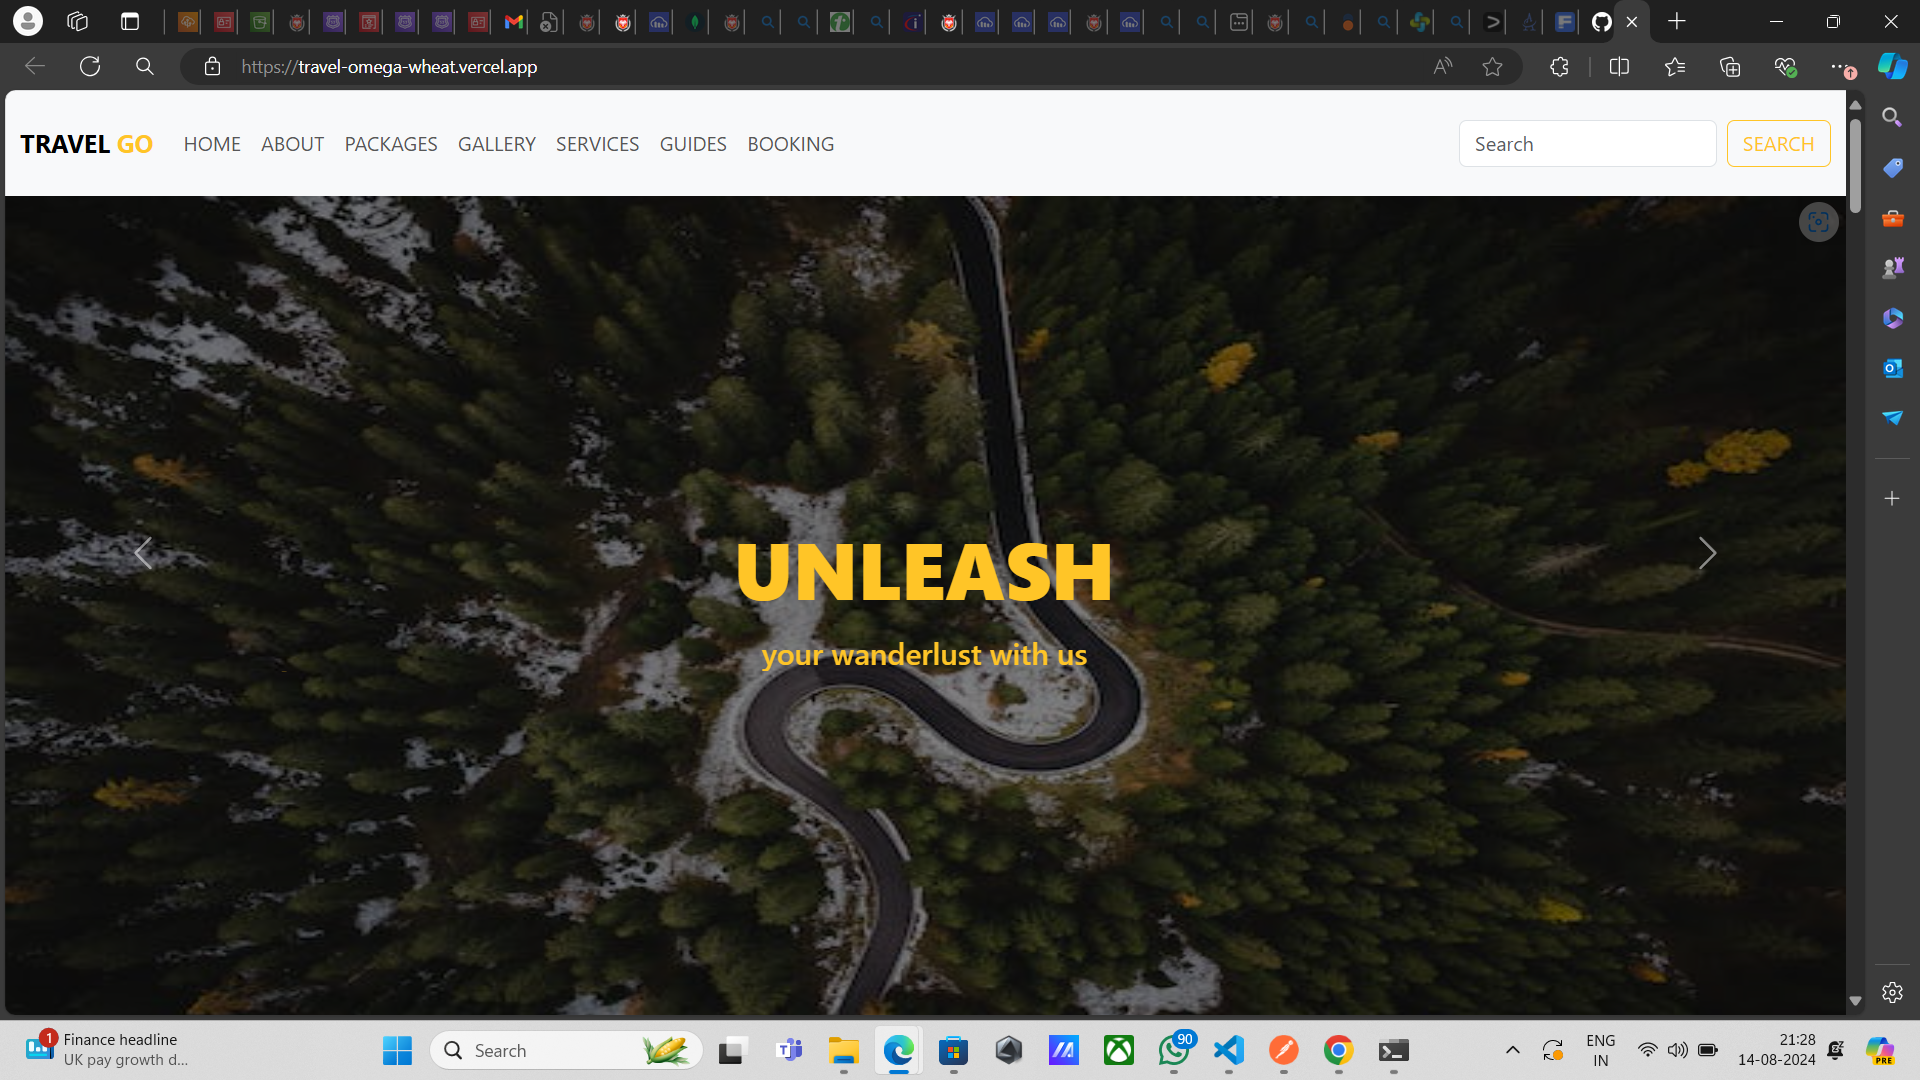 https://travel-omega-wheat.vercel.app
TRAVEL GO HOME ABOUT PACKAGES GALLERY SERVICES GUIDES BOOKING Search SEARCH
UNLEASH
your wanderlust with us
1 Finance headline
UK pay growth d...
Search
90
ENG
IN
21:28
14-08-2024
PRE